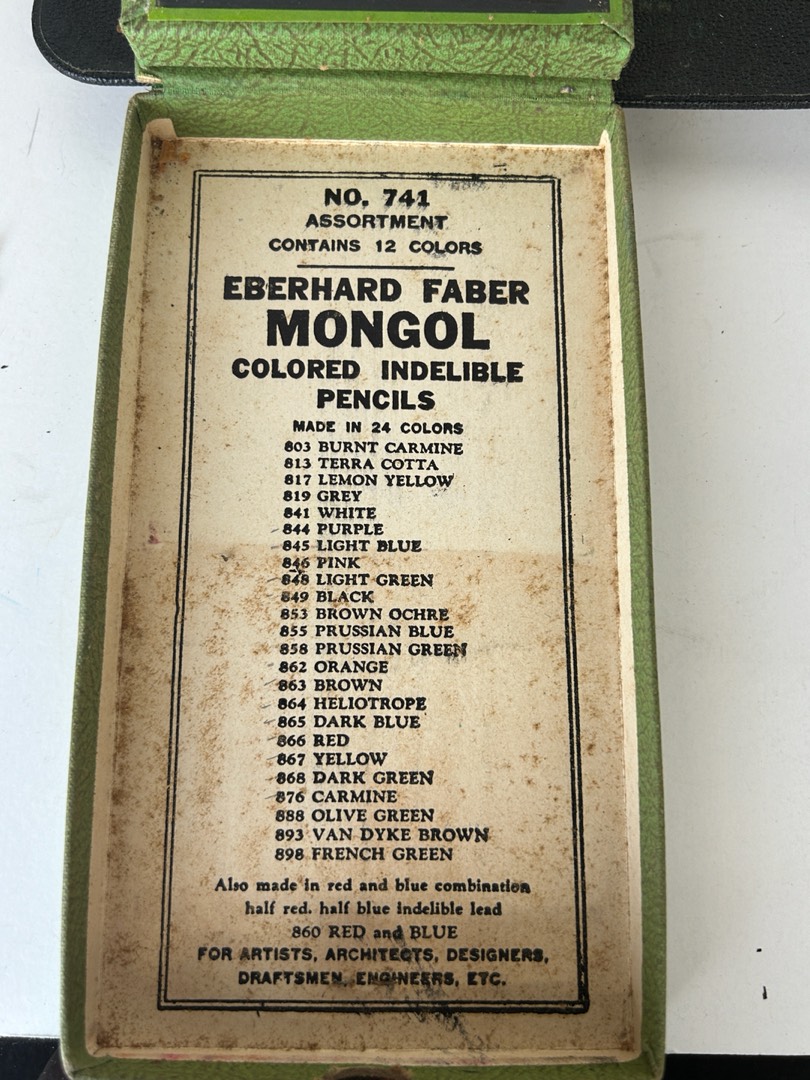 NO. 741
ASSORTMENT
CONTAINS 12 COLORS
EBERHARD FABER
MONGOL
COLORED INDELIBLE
PENCILS
MADE IN 24 COLORS
803 BURNT CARMINE
813 TERRA COTTA
817 LEMON YELLOW
819 GREY
841 WHITE
844 PURPLE
845 LIGHT BLUE
846 PINK
848 LIGHT GREEN
849 BLACK
853 BROWN OCHRE
855 PRUSSIAN BLUE
858 PRUSSIAN GREEN
862 ORANGE
863 BROWN
864 HELIOTROPE
865 DARK BLUE
866 RED
867 YELLOW
868 DARK GREEN
876 CARMINE
888 OLIVE GREEN
893 VAN DYKE BROWN
898 FRENCH GREEN
Also made in red and blue combination
half red. half blue indelible lead
860 RED and BLUE
FOR ARTISTS, ARCHITECTS, DESIGNERS,
DRAFTSMEN, ENGINEERS, ETC.